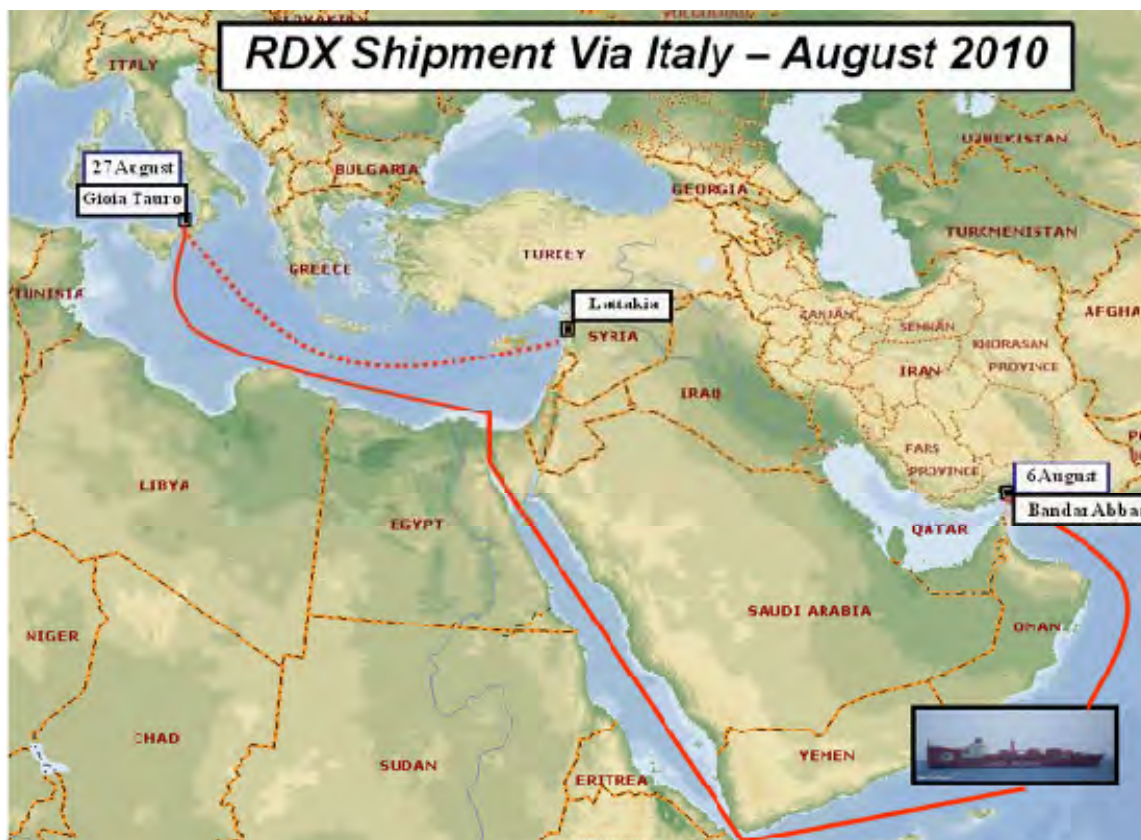 RDX Shipment Via Italy – August 2010
ITALY
UZBEKISTAN
27 August
BULGARIA
GEORGIA
Gioia Tauro
TURKMENISTAN
TURKEY
GREECE
TUNISIA
Lattakia
AFGHA
ZANJAN
SEMNAN
SYRIA
KHORASAN
PROVINCE
IRAN
IRAQ
FARS
PROVINCE
6 August
LIBYA
Bandar Abbas
EGYPT
QATAR
SAUDI ARABIA
NIGER
OMAN
CHAD
SUDAN
YEMEN
ERITREA